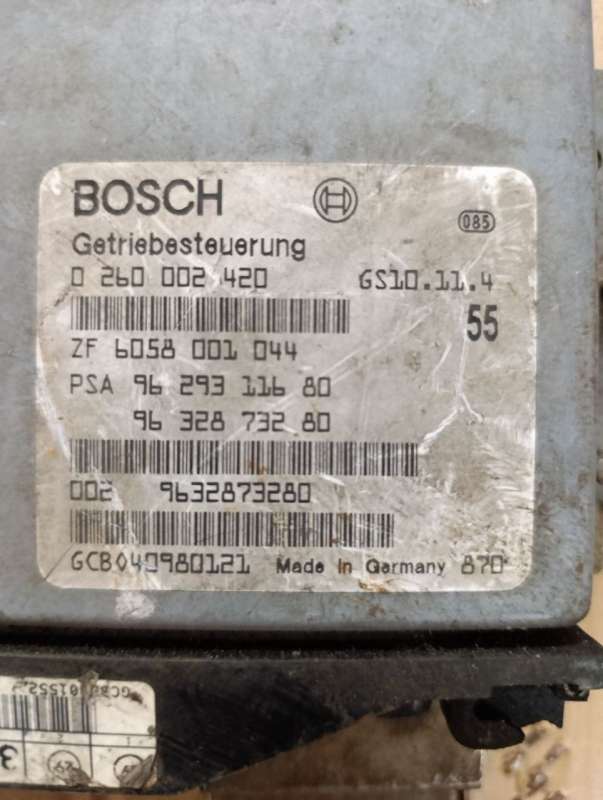 BOSCH
085
Getriebesteuerung
0 260 002 420 GS10.11.4
55
ZF 6058 001 044
PSA 96 293 116 80
96 328 732 80
002 9632873280
GCB040980121 Made in Germany 870
3